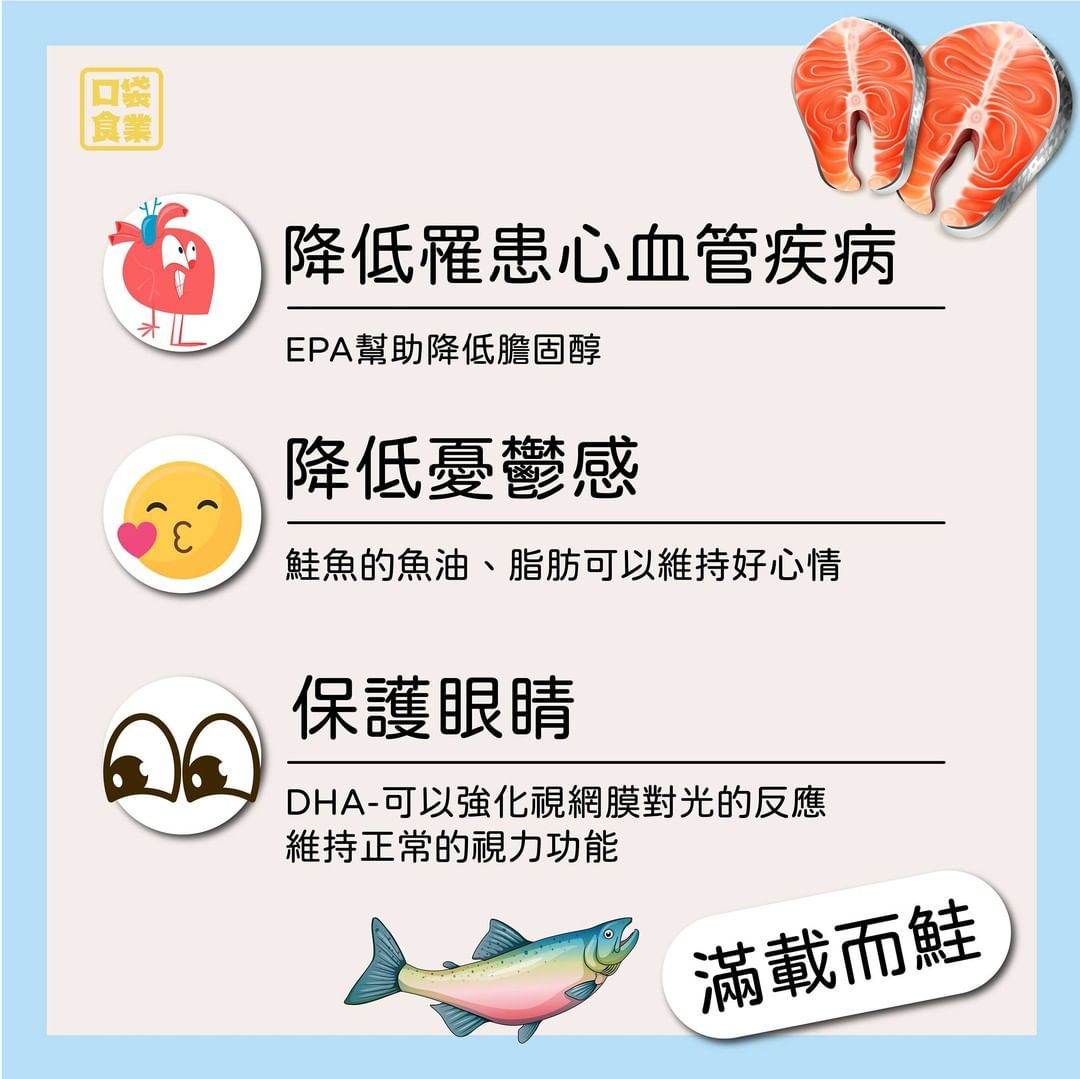 口袋
食業
降低罹患心血管疾病
EPA幫助降低膽固醇
降低憂鬱感
鮭魚的魚油、脂肪可以維持好心情
保護眼睛
DHA-可以強化視網膜對光的反應
維持正常的視力功能
滿載而鮭